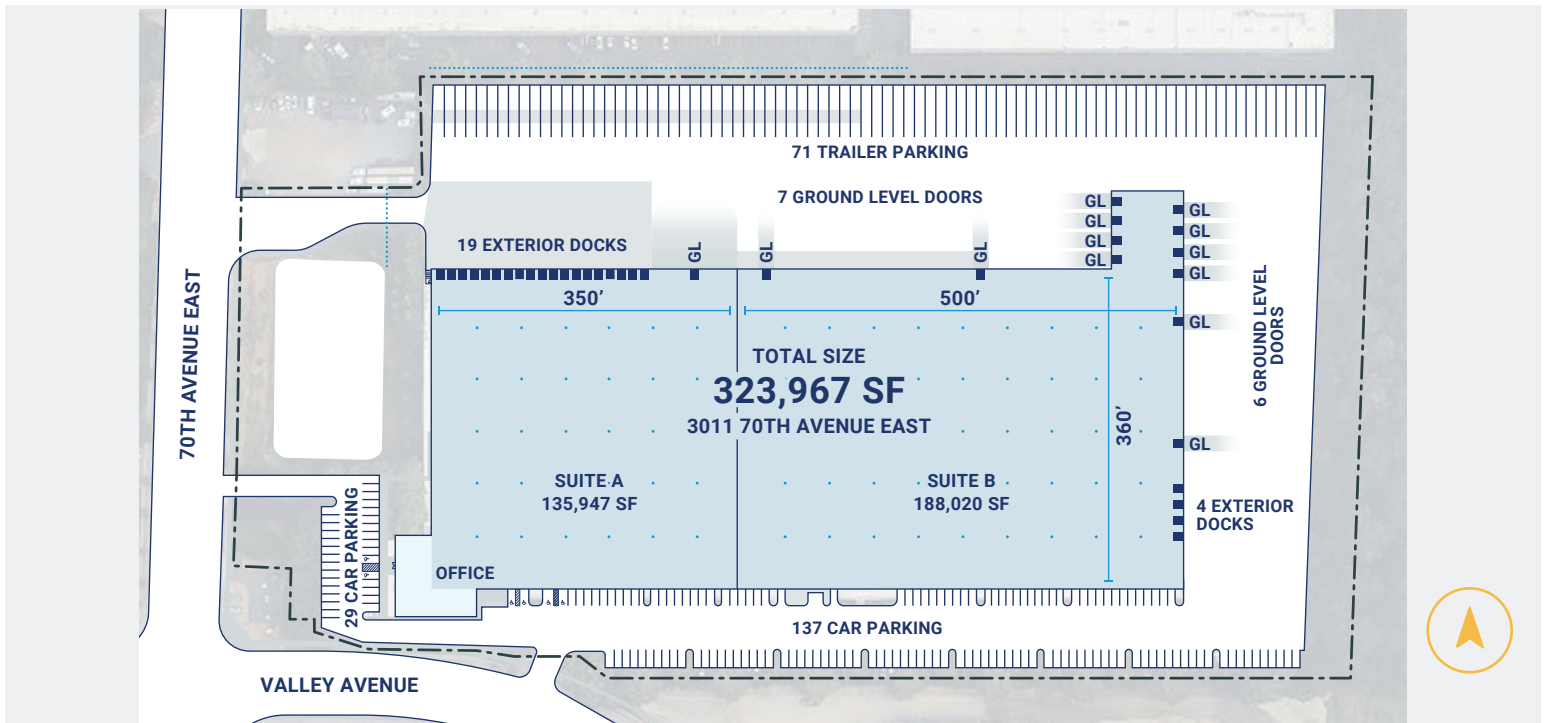 71 TRAILER PARKING
7 GROUND LEVEL DOORS
19 EXTERIOR DOCKS
GL
GL
GL
GL
GL
GL
GL
GL
GL
GL
GL
GL
GL
350’
500’
360’
6 GROUND LEVEL
DOORS
70TH AVENUE EAST
TOTAL SIZE
323,967 SF
3011 70TH AVENUE EAST
SUITE A
135,947 SF
SUITE B
188,020 SF
4 EXTERIOR
DOCKS
29 CAR PARKING
OFFICE
137 CAR PARKING
VALLEY AVENUE